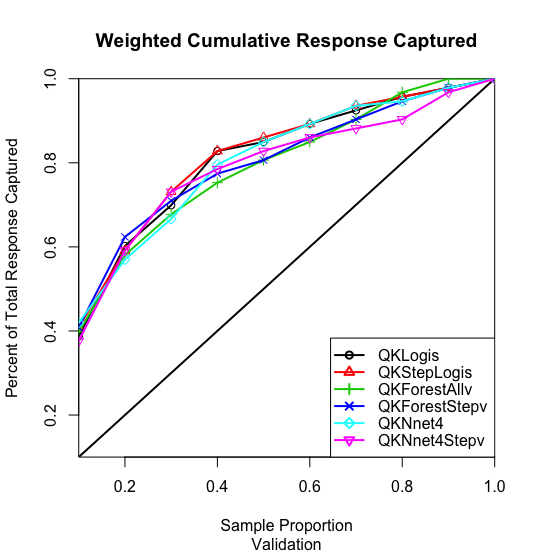 Weighted Cumulative Response Captured
Percent of Total Response Captured
1.0
0.8
0.6
0.4
0.2
QKLogis
QKStepLogis
QKForestAllv
QKForestStepv
QKNnet4
QKNnet4Stepv
0.2 0.4 0.6 0.8 1.0
Sample Proportion
Validation